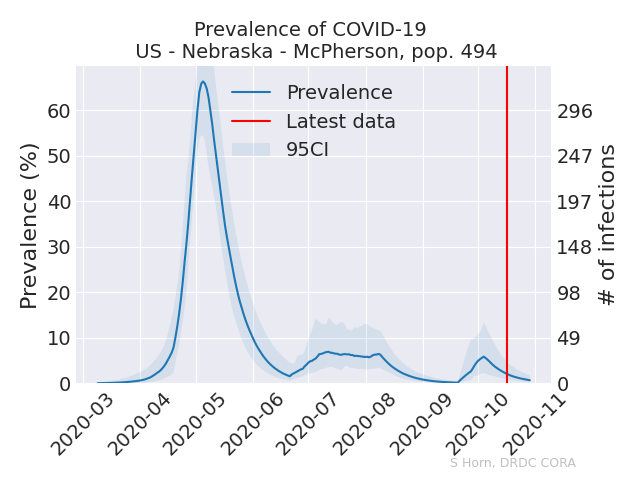 Prevalence of COVID-19
US - Nebraska - McPherson, pop. 494
Prevalence
Latest data
95CI
Prevalence (%)
60
50
40
30
20
10
0
296
247
197
148
98
49
0
# of infections
2020-03
2020-04
2020-05
2020-06
2020-07
2020-08
2020-09
2020-10
2020-11
S Horn, DRDC CORA